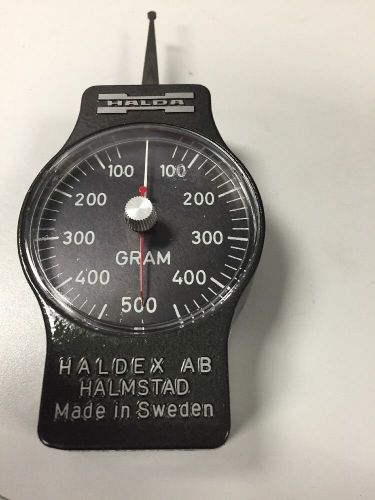 HALDA
100 100
200 200
300 300
GRAM
400 400
500
HALDEX AB
HALMSTAD
Made in Sweden